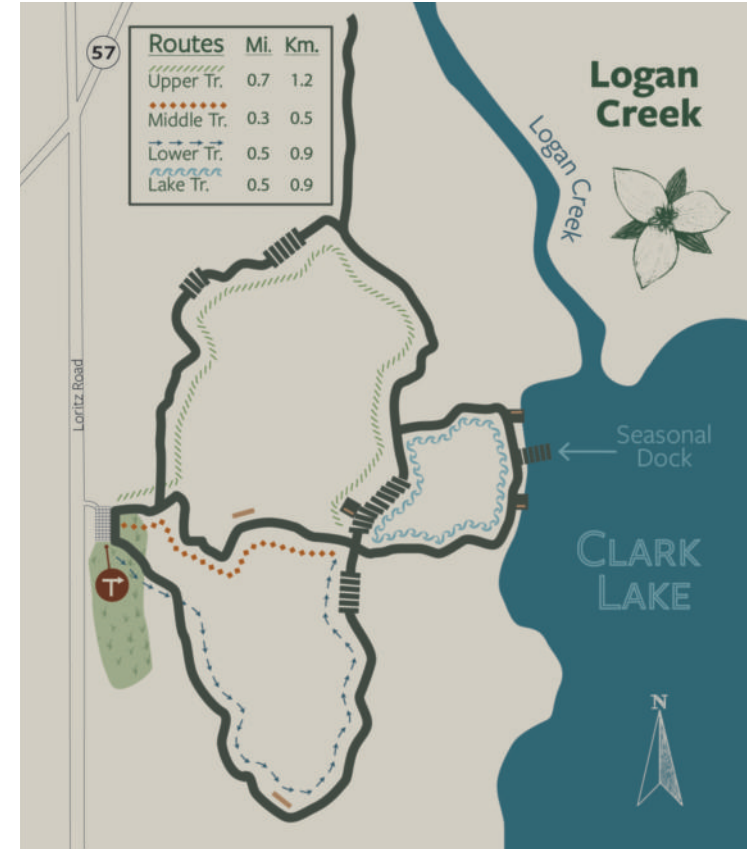 57
Routes Mi. Km.
Upper Tr. 0.7 1.2
Middle Tr. 0.3 0.5
Lower Tr. 0.5 0.9
Lake Tr. 0.5 0.9
Logan
Creek
Logan Creek
Loritz Road
Seasonal
Dock
CLARK
LAKE
T
N